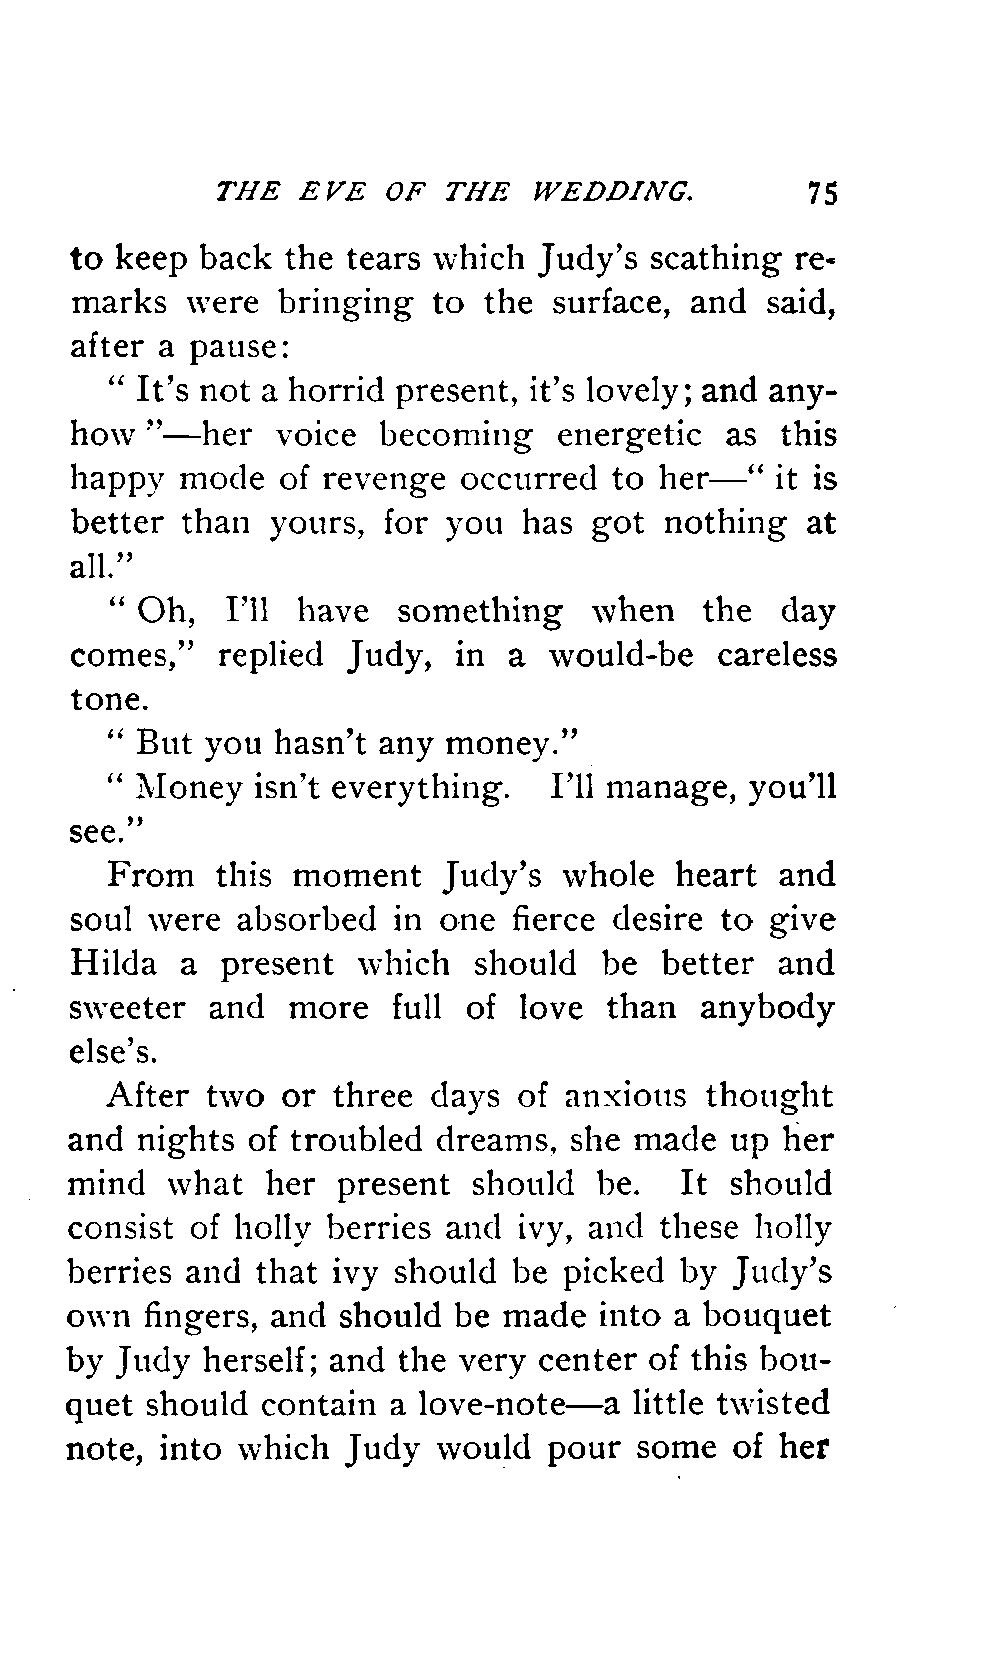 THE EVE OF THE WEDDING. 75
to keep back the tears which Judy's scathing re-
marks were bringing to the surface, and said,
after a pause:
" It's not a horrid present, it's lovely; and any-
how "—her voice becoming energetic as this
happy mode of revenge occurred to her—" it is
better than yours, for you has got nothing at
all."
" Oh, I'll have something when the day
comes," replied Judy, in a would-be careless
tone.
" But you hasn't any money."
" Money isn't everything. I'll manage, you'll
see."
From this moment Judy's whole heart and
soul were absorbed in one fierce desire to give
Hilda a present which should be better and
sweeter and more full of love than anybody
else's.
After two or three days of anxious thought
and nights of troubled dreams, she made up her
mind what her present should be. It should
consist of holly berries and ivy, and these holly
berries and that ivy should be picked by Judy's
own fingers, and should be made into a bouquet
by Judy herself; and the very center of this bou-
quet should contain a love-note—a little twisted
note, into which Judy would pour some of her